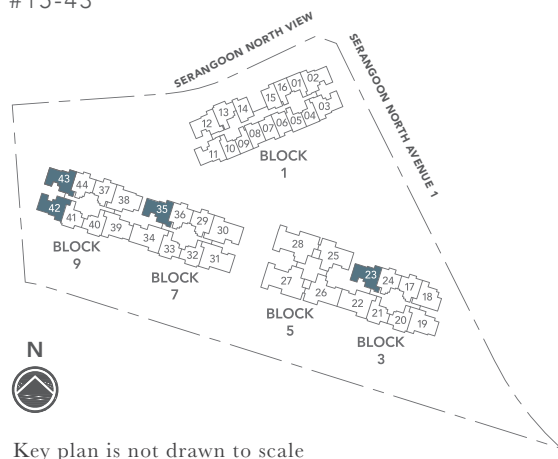 #15-43
SERANGOON NORTH VIEW
SERANGOON NORTH AVENUE 1
12 13 14 15 16 01 02
11 10 09 08 07 06 05 04 03
BLOCK
1
43 44 37 38
42 41 40 39
BLOCK
9
35 36 29 30
34 33 32 31
BLOCK
7
28 25
27 26
BLOCK
5
23 24 17 18
22 21 20 19
BLOCK
3
N
Key plan is not drawn to scale